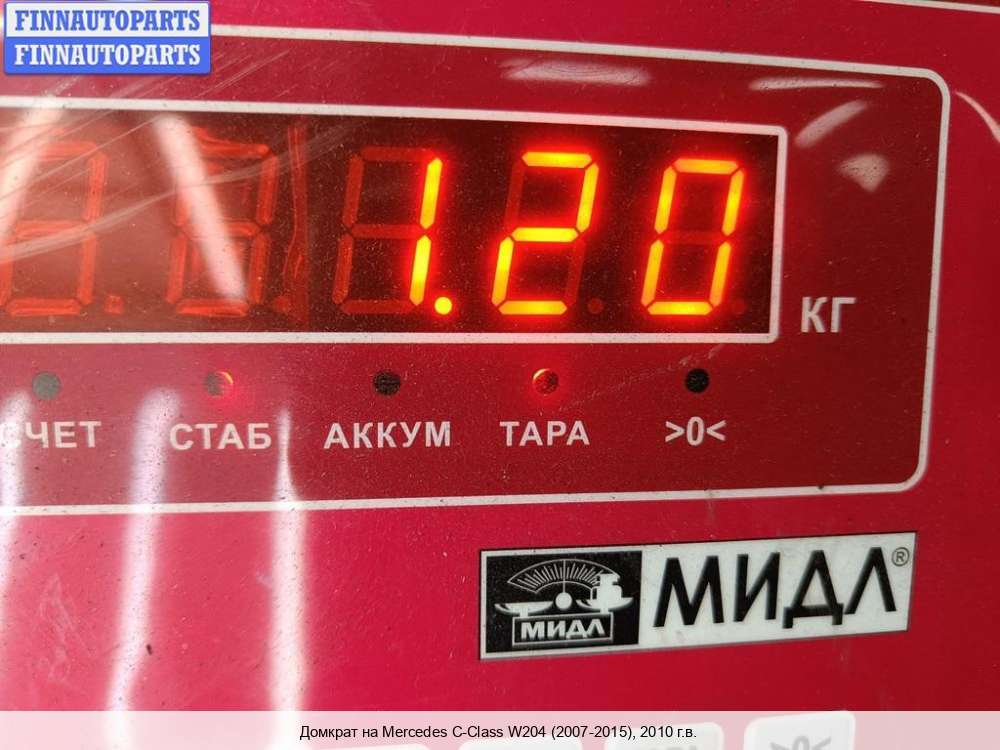 FINNAUTOPARTS
FINNAUTOPARTS
1.20
КГ
СЧЕТ СТАБ АККУМ ТАРА >0<
МИДЛ МИДЛ®
>0<
Домкрат на Mercedes C-Class W204 (2007-2015), 2010 г.в.